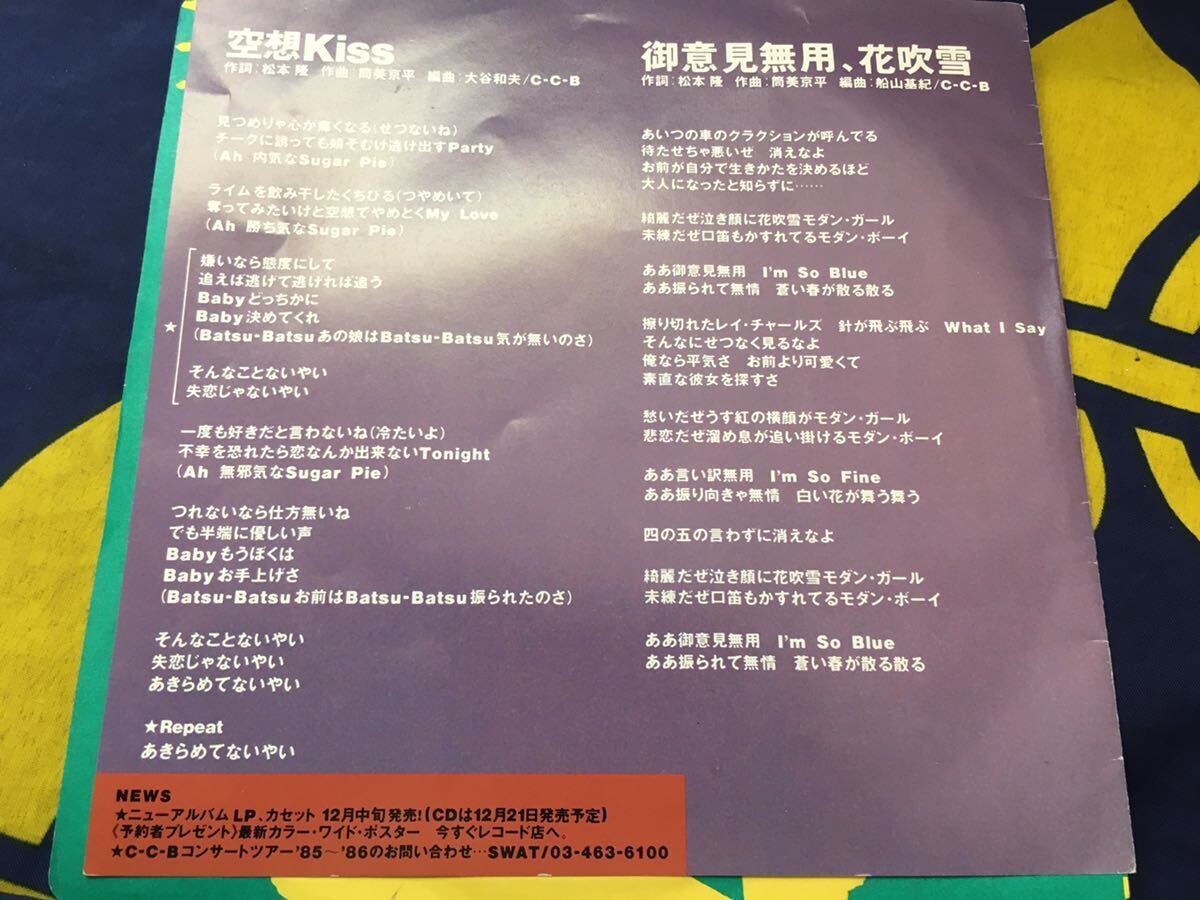 空想Kiss
作詞：松本 隆 作曲：筒美京平 編曲：大谷和夫/C-C-B
見つめりゃ心が痛くなる(せつないね)
チークに誘っても頬そむけ逃げ出すParty
(Ah 内気なSugar Pie)
ライムを飲み干したくちびる(つやめいて)
奪ってみたいけど空想でやめとくMy Love
(Ah 勝ち気なSugar Pie)
★
嫌いなら態度にして
追えば逃げて逃げれば追う
Babyどっちかに
Baby決めてくれ
(Batsu-Batsuあの娘はBatsu-Batsu気が無いのさ)
そんなことないやい
失恋じゃないやい
一度も好きだと言わないね(冷たいよ)
不幸を恐れたら恋なんか出来ないTonight
(Ah 無邪気なSugar Pie)
つれないなら仕方無いね
でも半端に優しい声
Babyもうぼくは
Babyお手上げさ
(Batsu-Batsuお前はBatsu-Batsu振られたのさ)
そんなことないやい
失恋じゃないやい
あきらめてないやい
★Repeat
あきらめてないやい
御意見無用、花吹雪
作詞：松本 隆 作曲：筒美京平 編曲：船山基紀/C-C-B
あいつの車のクラクションが呼んでる
待たせちゃ悪いぜ 消えなよ
お前が自分で生きかたを決めるほど
大人になったと知らずに……
綺麗だぜ泣き顔に花吹雪モダン・ガール
未練だぜ口笛もかすれてるモダン・ボーイ
ああ御意見無用 I'm So Blue
ああ振られて無情 蒼い春が散る散る
擦り切れたレイ・チャールズ 針が飛ぶ飛ぶ What I Say
そんなにせつなく見るなよ
俺なら平気さ お前より可愛くて
素直な彼女を探すさ
愁いだぜうす紅の横顔がモダン・ガール
悲恋だぜ溜め息が追い掛けるモダン・ボーイ
ああ言い訳無用 I'm So Fine
ああ振り向きゃ無情 白い花が舞う舞う
四の五の言わずに消えなよ
綺麗だぜ泣き顔に花吹雪モダン・ガール
未練だぜ口笛もかすれてるモダン・ボーイ
ああ御意見無用 I'm So Blue
ああ振られて無情 蒼い春が散る散る
NEWS
★ニューアルバムLP、カセット 12月中旬発売!(CDは12月21日発売予定)
〈予約者プレゼント〉最新カラー・ワイド・ポスター 今すぐレコード店へ。
★C-C-Bコンサートツアー'85〜'86のお問い合わせ…SWAT/03-463-6100